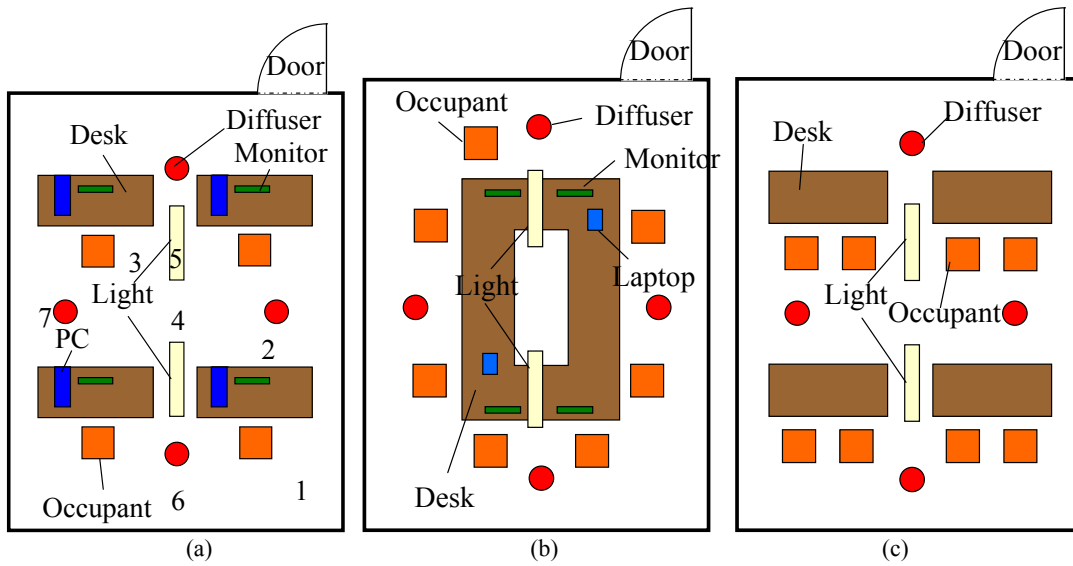 Door
Diffuser
Desk
Monitor
3
5
Light
7
4
PC
2
Occupant
6
1
(a)
Door
Occupant
Diffuser
Monitor
Light
Laptop
Desk
(b)
Door
Desk
Diffuser
Light
Occupant
(c)